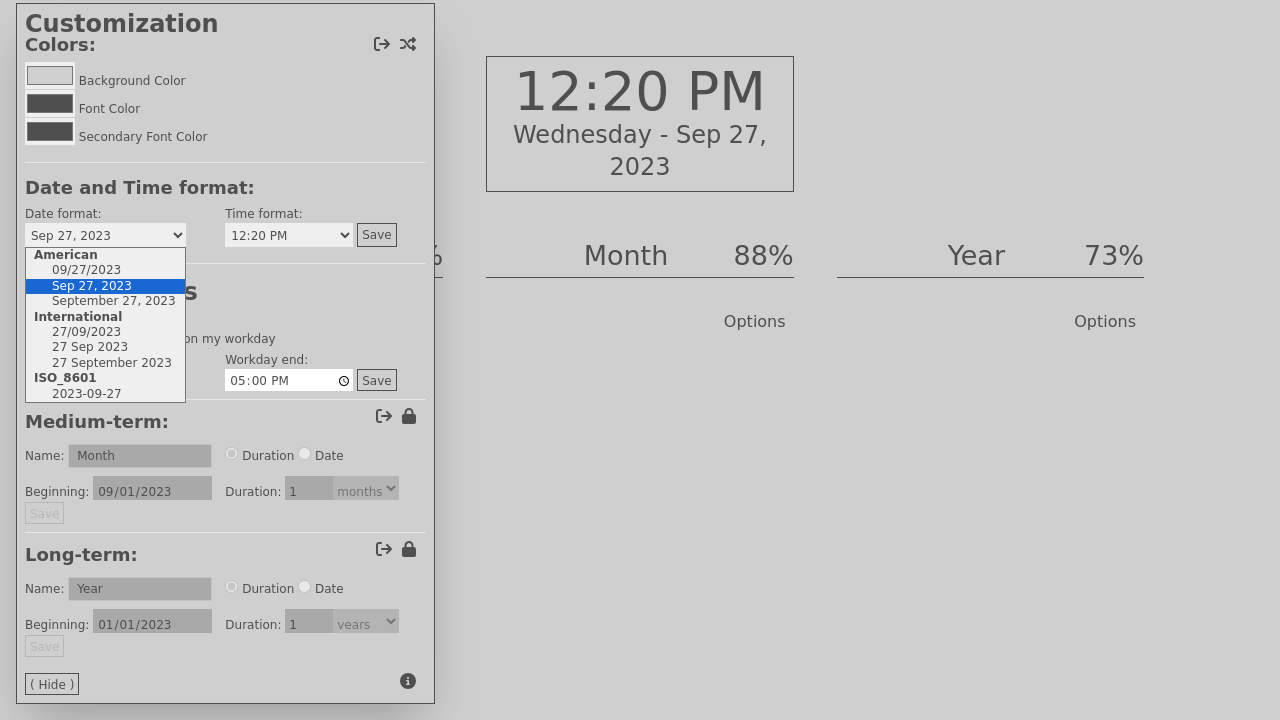 Customization
Colors:
Background Color
Font Color
Secondary Font Color
Date and Time format:
Date format:
Time format:
Sep 27, 2023
12:20 PM
Save
American
09/27/2023
Sep 27, 2023
September 27, 2023
International
27/09/2023
27 Sep 2023
27 September 2023
ISO_8601
2023-09-27
s
on my workday
Workday end:
05:00 PM
Save
Medium-term:
Name: Month
Duration
Date
Beginning: 09/01/2023
Duration: 1 months
Save
Long-term:
Name: Year
Duration
Date
Beginning: 01/01/2023
Duration: 1 years
Save
( Hide )
12:20 PM
Wednesday - Sep 27,
2023
%
Month 88%
Options
Year 73%
Options